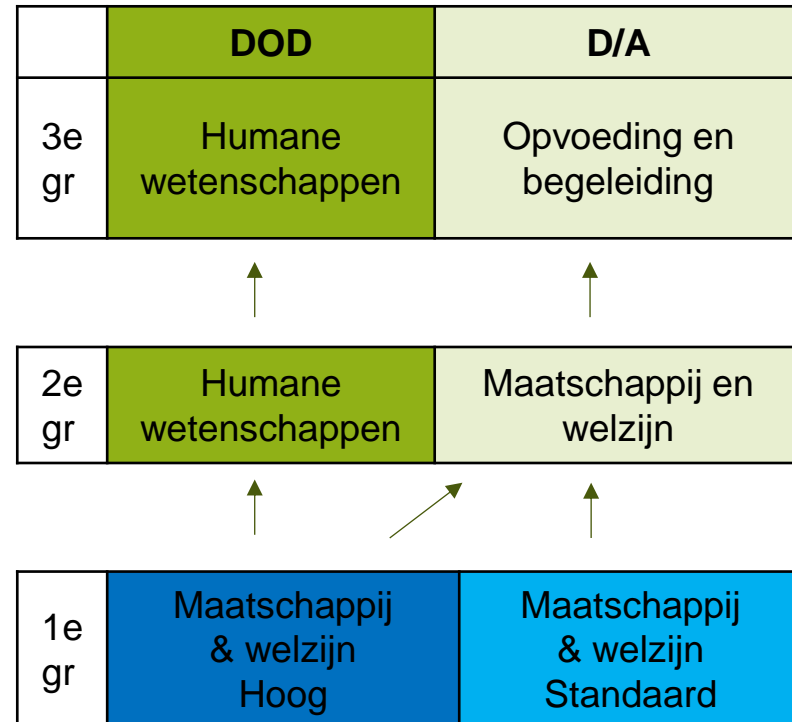 DOD D/A
3e
gr
Humane
wetenschappen
Opvoeding en
begeleiding
2e
gr
Humane
wetenschappen
Maatschappij en
welzijn
1e
gr
Maatschappij
& welzijn
Hoog
Maatschappij
& welzijn
Standaard